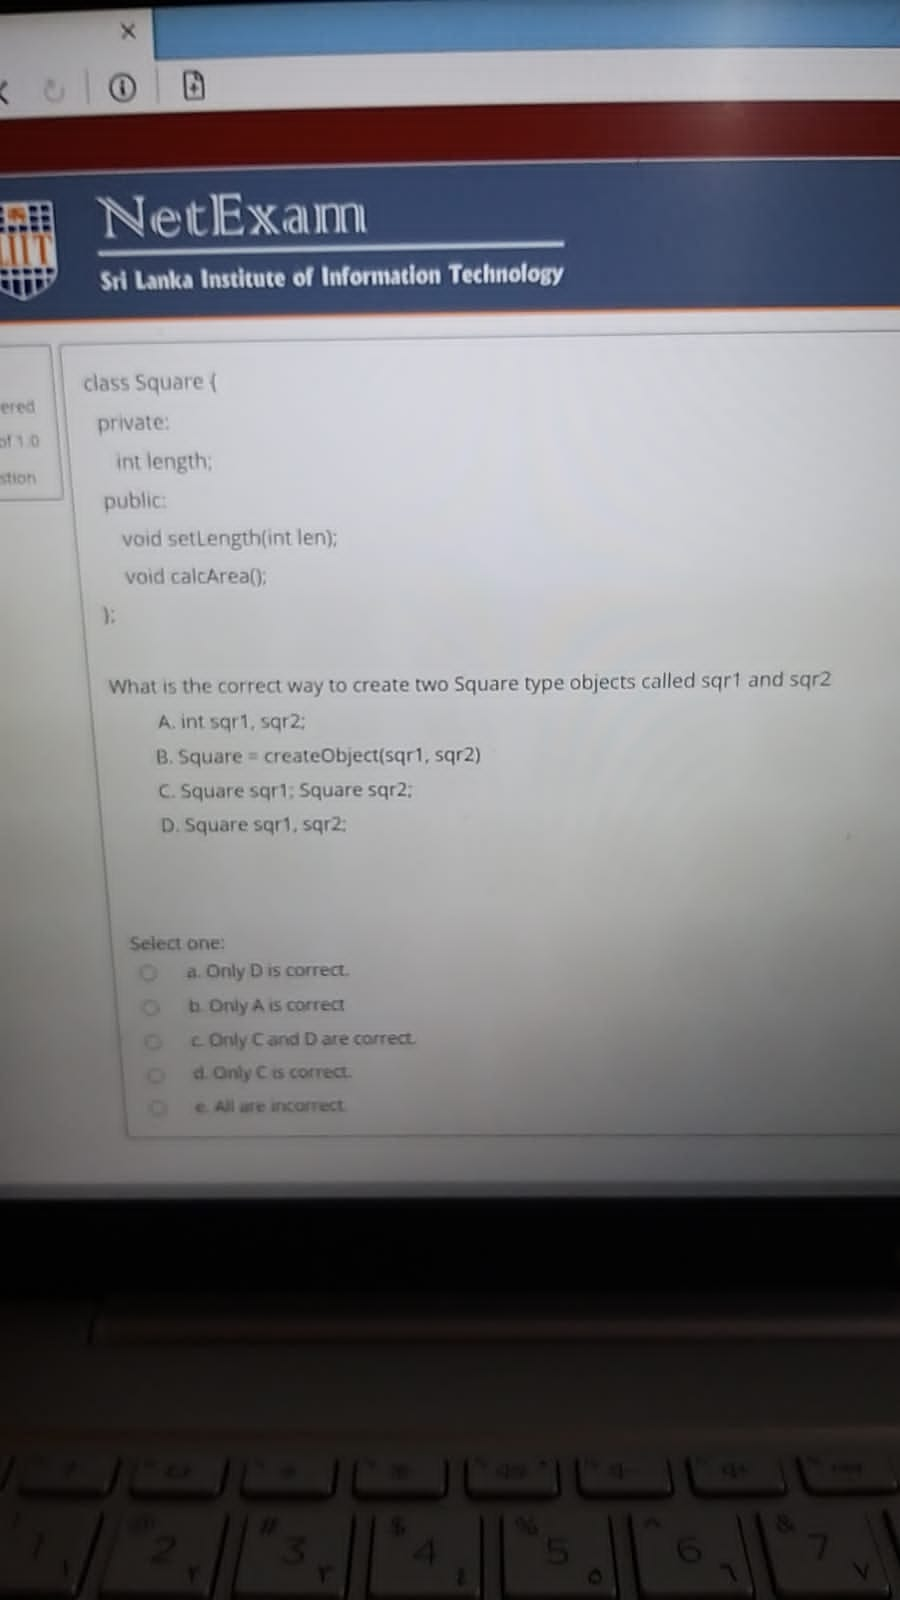 ×
NetExam
Sri Lanka Institute of Information Technology
class Square {
private:
int length;
public:
void setLength(int len);
void calcArea();
};
ered
of 1.0
stion
What is the correct way to create two Square type objects called sqr1 and sqr2
A. int sqr1, sqr2;
B. Square = createObject(sqr1, sqr2)
C. Square sqr1; Square sqr2;
D. Square sqr1, sqr2;
Select one:
a. Only D is correct.
b. Only A is correct
c. Only C and D are correct.
d. Only C is correct.
e. All are incorrect.
@ # $ % ^ &
1 2 3 4 5 6 7